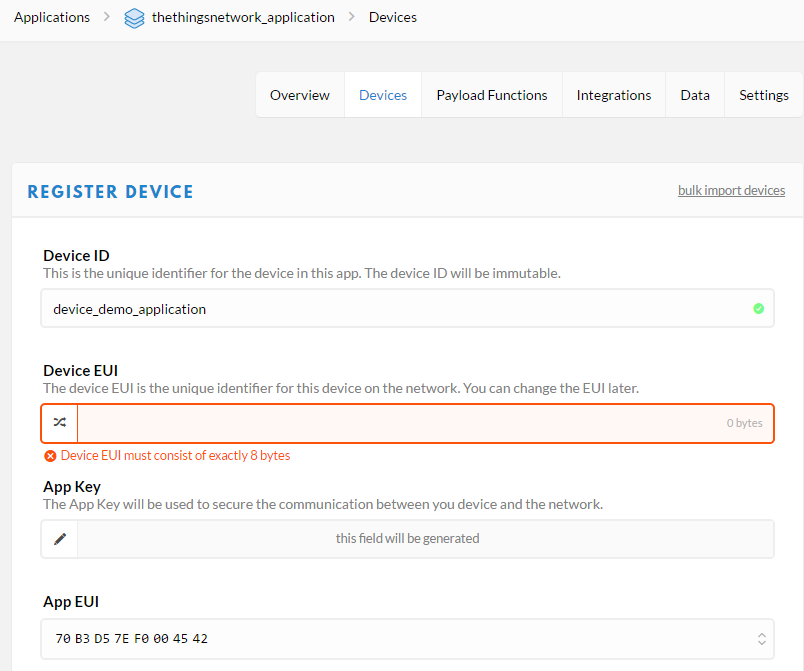 Applications > thethingsnetwork_application > Devices
Overview Devices Payload Functions Integrations Data Settings
REGISTER DEVICE bulk import devices
Device ID
This is the unique identifier for the device in this app. The device ID will be immutable.
device_demo_application
Device EUI
The device EUI is the unique identifier for this device on the network. You can change the EUI later.
0 bytes
Device EUI must consist of exactly 8 bytes
App Key
The App Key will be used to secure the communication between you device and the network.
this field will be generated
App EUI
70 B3 D5 7E F0 00 45 42